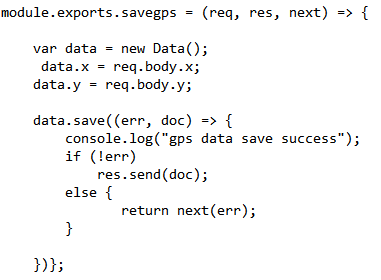 module.exports.savegps = (req, res, next) => {
var data = new Data();
data.x = req.body.x;
data.y = req.body.y;
data.save((err, doc) => {
console.log("gps data save success");
if (!err)
res.send(doc);
else {
return next(err);
}
})};